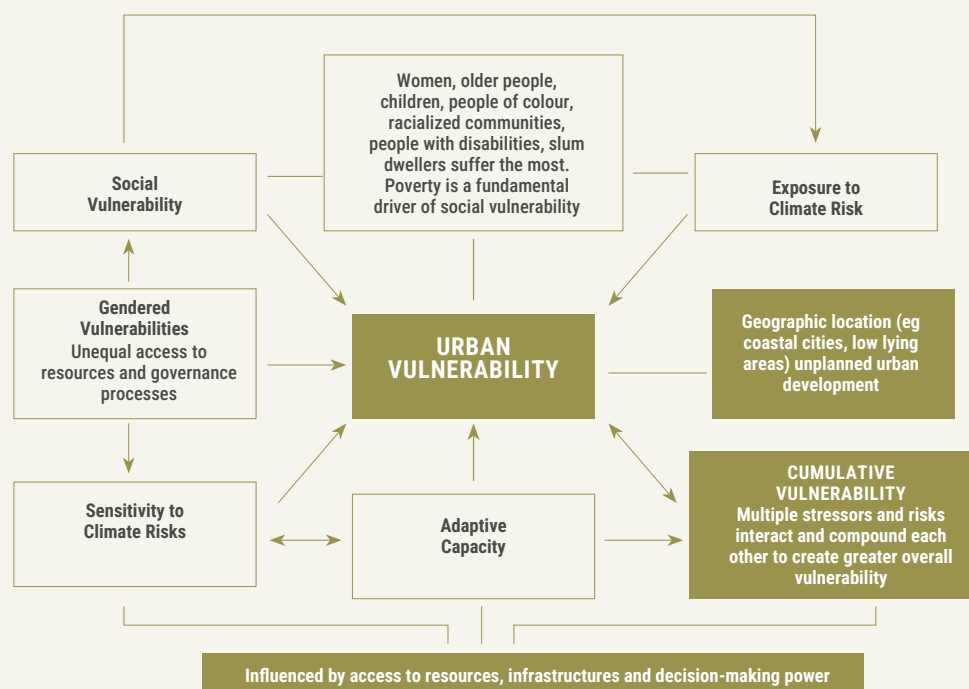 Women, older people,
children, people of colour,
racialized communities,
people with disabilities, slum
dwellers suffer the most.
Poverty is a fundamental
driver of social vulnerability
Social
Vulnerability
Exposure to
Climate Risk
Gendered
Vulnerabilities
Unequal access to
resources and governance
processes
URBAN
VULNERABILITY
Geographic location (eg
coastal cities, low lying
areas) unplanned urban
development
Sensitivity to
Climate Risks
Adaptive
Capacity
CUMULATIVE
VULNERABILITY
Multiple stressors and risks
interact and compound each
other to create greater overall
vulnerability
Influenced by access to resources, infrastructures and decision-making power